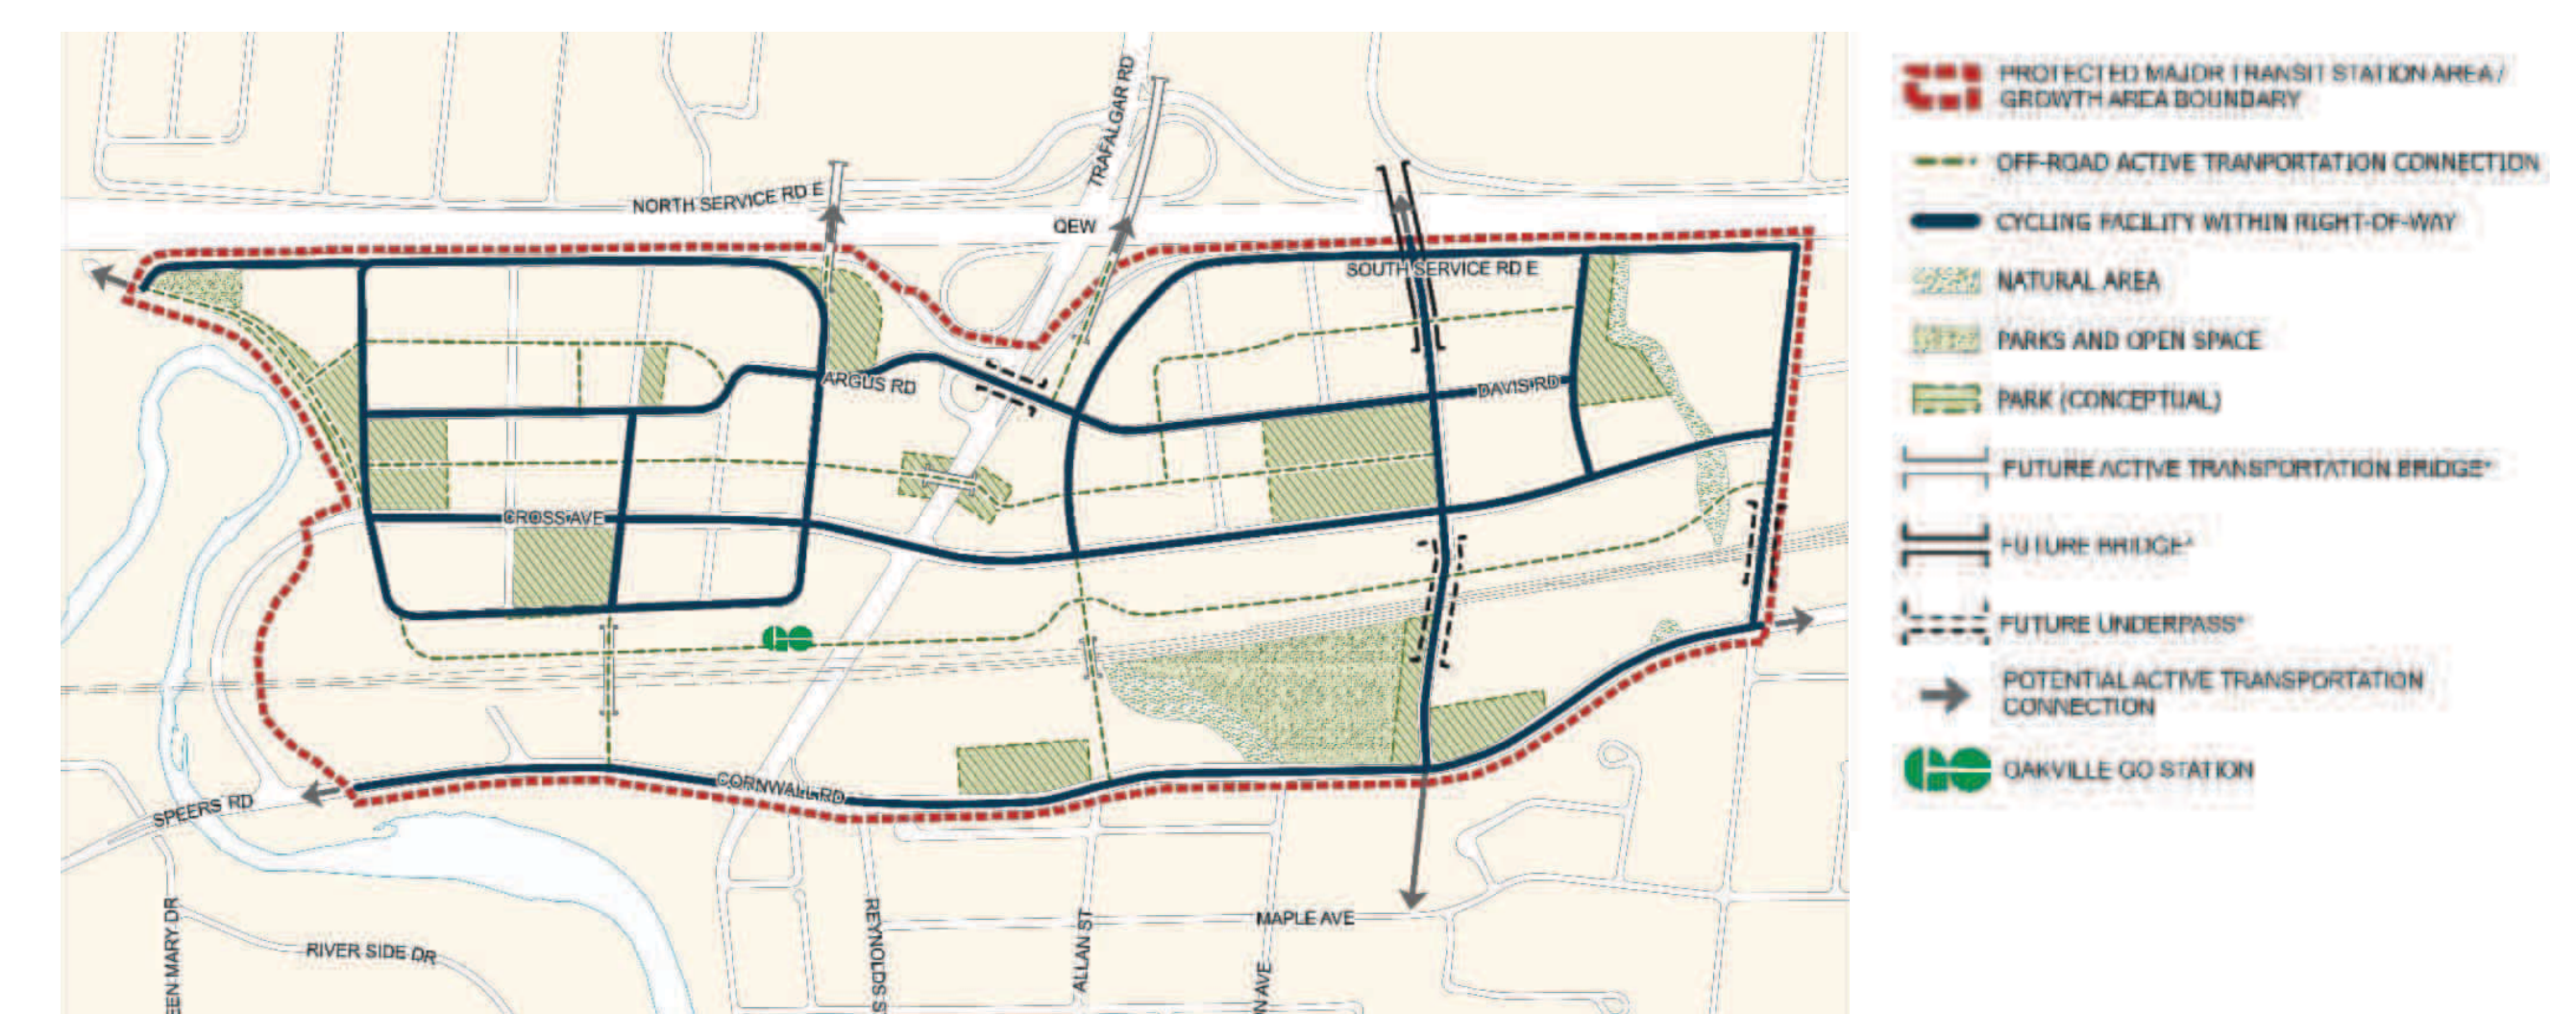 TRAFALGAR RD
NORTH SERVICE RD E
QEW
SOUTH SERVICE RD E
ARGUS RD
DAVIS RD
CROSS AVE
CORNWALL RD
SPEERS RD
EEN MARY DR
RIVER SIDE DR
REYNOLDS S
ALLAN ST
MAPLE AVE
N AVE
PROTECTED MAJOR TRANSIT STATION AREA /
GROWTH AREA BOUNDARY
OFF-ROAD ACTIVE TRANPORTATION CONNECTION
CYCLING FACILITY WITHIN RIGHT-OF-WAY
NATURAL AREA
PARKS AND OPEN SPACE
PARK (CONCEPTUAL)
FUTURE ACTIVE TRANSPORTATION BRIDGE*
FUTURE BRIDGE*
FUTURE UNDERPASS*
POTENTIAL ACTIVE TRANSPORTATION
CONNECTION
OAKVILLE GO STATION